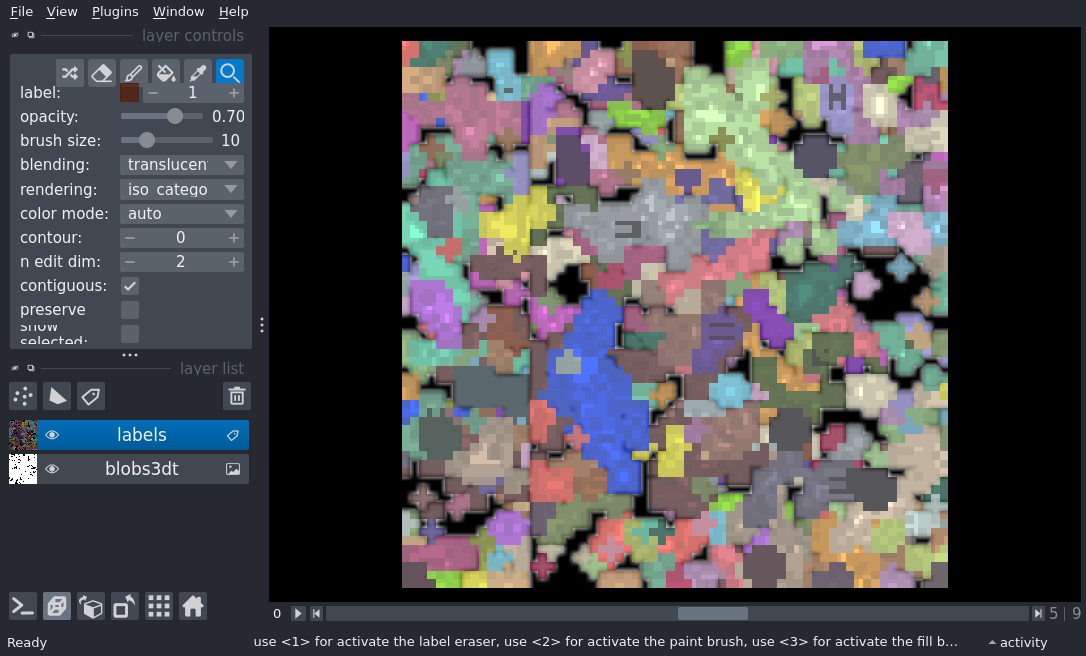 File View Plugins Window Help
layer controls
label: 1
opacity: 0.70
brush size: 10
blending: translucen
rendering: iso catego
color mode: auto
contour: 0
n edit dim: 2
contiguous:
preserve
show
selected:
layer list
labels
blobs3dt
0 5 | 9
Ready use <1> for activate the label eraser, use <2> for activate the paint brush, use <3> for activate the fill b... activity